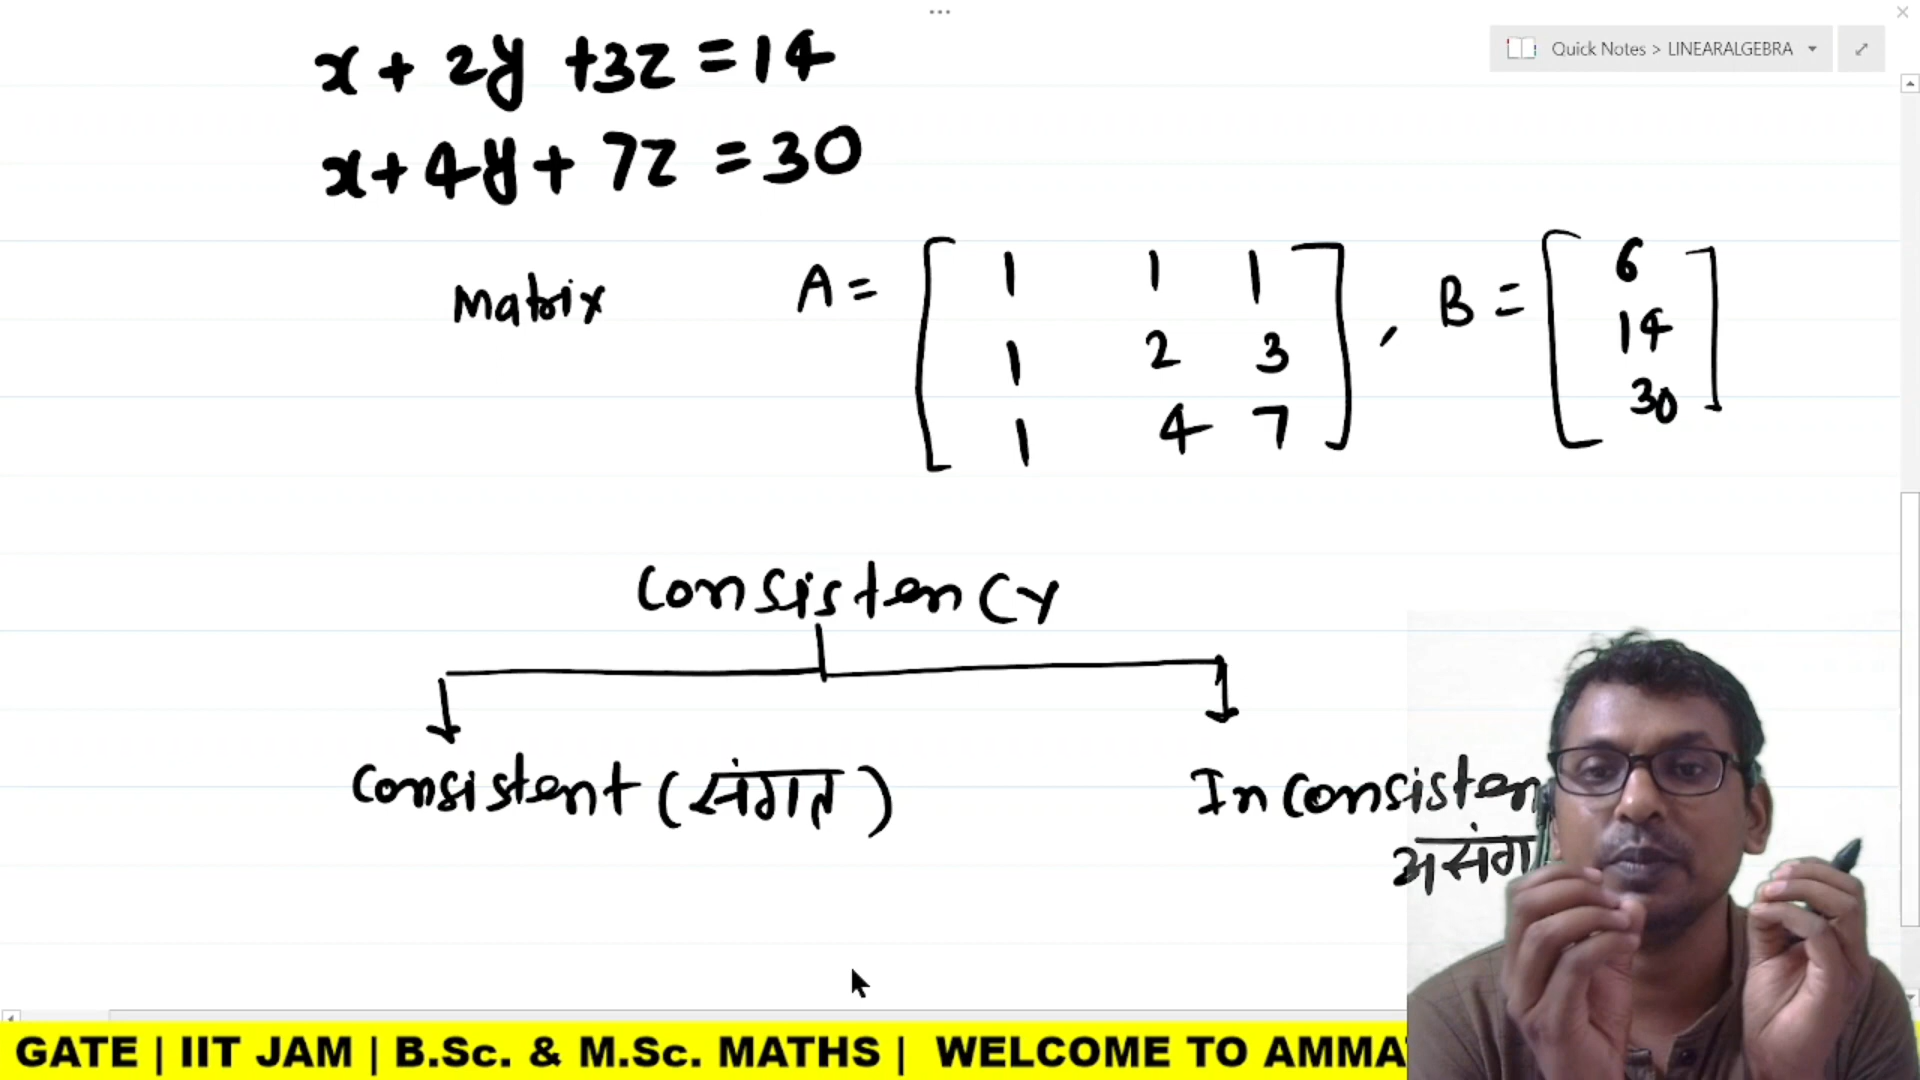 Quick Notes > LINEARALGEBRA
x + 2y +3z = 14
x + 4y + 7z = 30
Matrix A = [ 1 1 1 ; 1 2 3 ; 1 4 7 ] , B = [ 6 ; 14 ; 30 ]
Consistency
Consistent (संगत)
InConsisten
असंग
GATE | IIT JAM | B.Sc. & M.Sc. MATHS | WELCOME TO AMMA